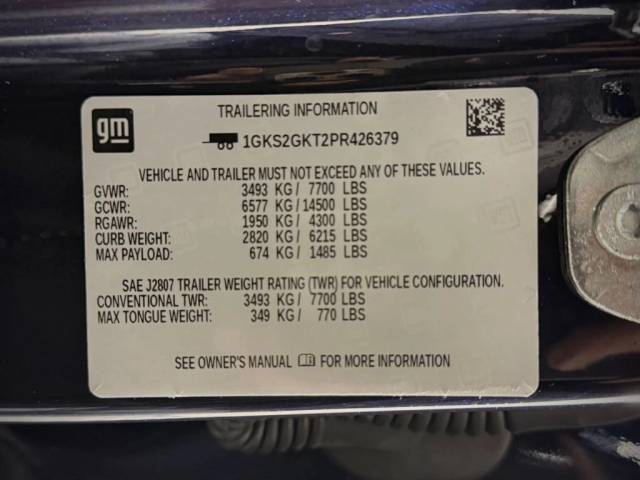 gm
TRAILERING INFORMATION
1GKS2GKT2PR426379
VEHICLE AND TRAILER MUST NOT EXCEED ANY OF THESE VALUES.
GVWR: 3493 KG / 7700 LBS
GCWR: 6577 KG / 14500 LBS
RGAWR: 1950 KG / 4300 LBS
CURB WEIGHT: 2820 KG / 6215 LBS
MAX PAYLOAD: 674 KG / 1485 LBS
SAE J2807 TRAILER WEIGHT RATING (TWR) FOR VEHICLE CONFIGURATION.
CONVENTIONAL TWR: 3493 KG / 7700 LBS
MAX TONGUE WEIGHT: 349 KG / 770 LBS
SEE OWNER'S MANUAL FOR MORE INFORMATION